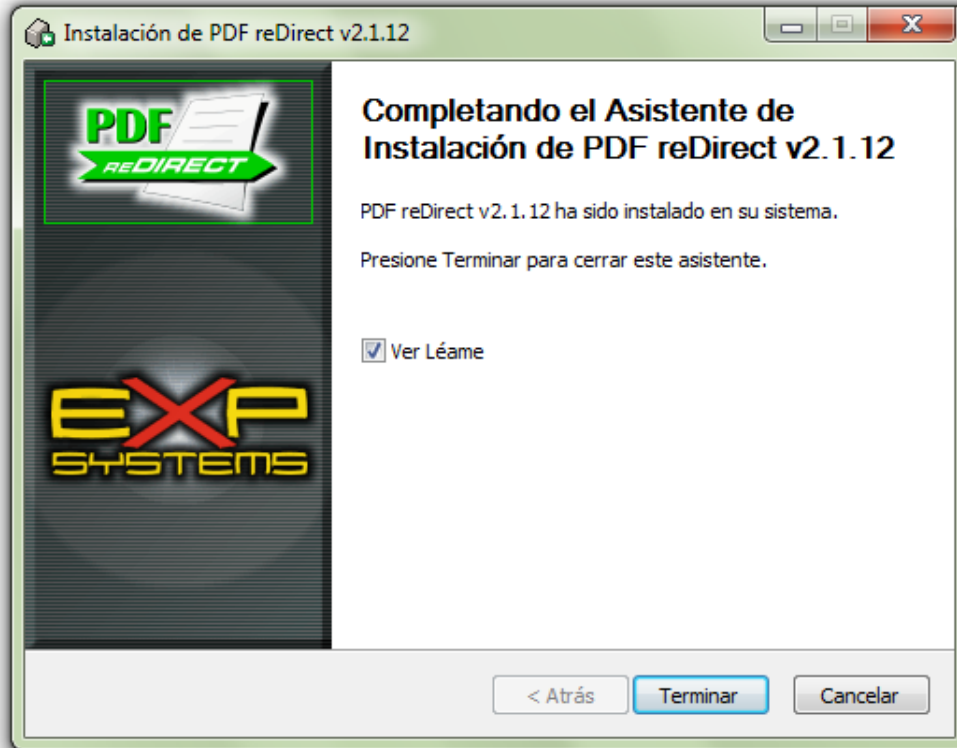 Instalación de PDF reDirect v2.1.12
PDF
REDIRECT
EXP
SYSTEMS
Completando el Asistente de
Instalación de PDF reDirect v2.1.12
PDF reDirect v2.1.12 ha sido instalado en su sistema.
Presione Terminar para cerrar este asistente.
Ver Léame
< Atrás
Terminar
Cancelar